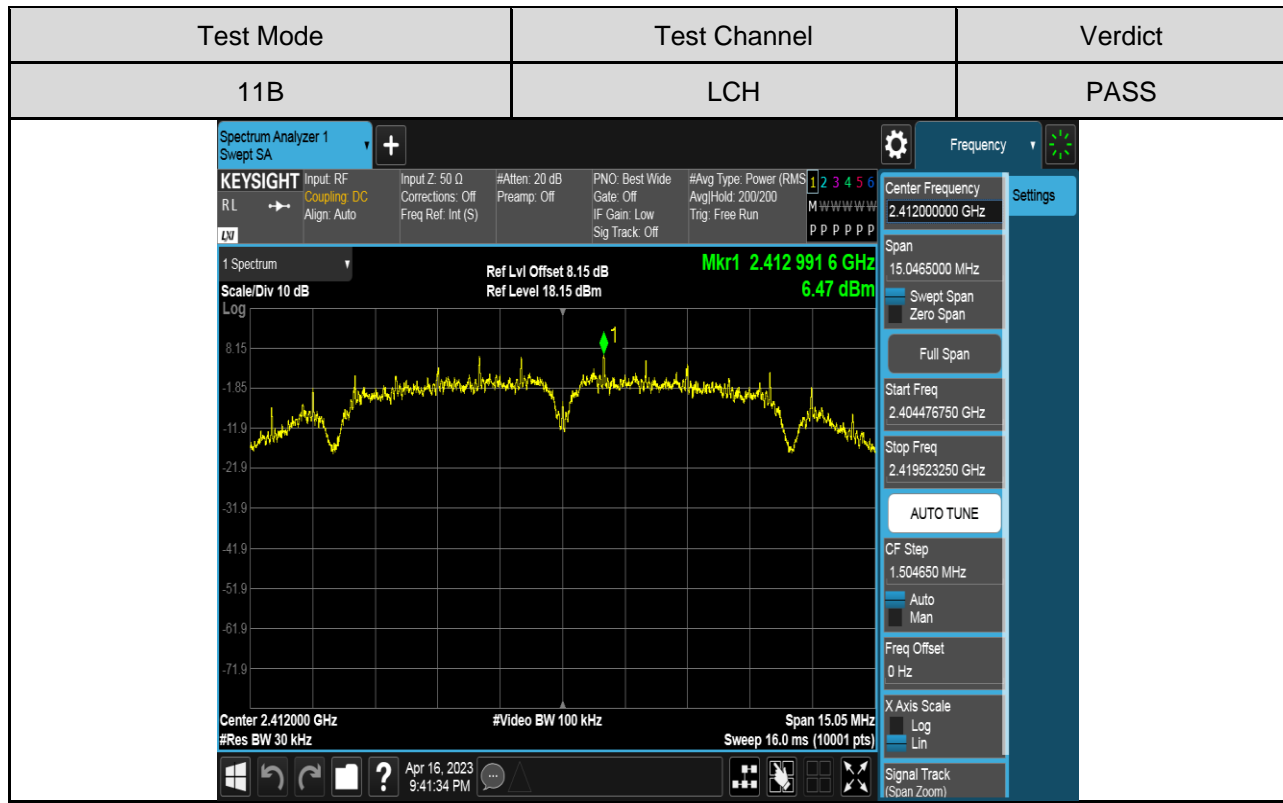 Test Mode Test Channel Verdict
11B LCH PASS
Spectrum Analyzer 1
Swept SA
+
Frequency
KEYSIGHT
RL
LXI
Input: RF
Coupling: DC
Align: Auto
Input Z: 50 Ω
Corrections: Off
Freq Ref: Int (S)
#Atten: 20 dB
Preamp: Off
PNO: Best Wide
Gate: Off
IF Gain: Low
Sig Track: Off
#Avg Type: Power (RMS
Avg|Hold: 200/200
Trig: Free Run
1 2 3 4 5 6
M W W W W W
P P P P P P
1 Spectrum
Scale/Div 10 dB
Log
Ref Lvl Offset 8.15 dB
Ref Level 18.15 dBm
Mkr1 2.412 991 6 GHz
6.47 dBm
1
8.15
-1.85
-11.9
-21.9
-31.9
-41.9
-51.9
-61.9
-71.9
Center 2.412000 GHz
#Res BW 30 kHz
#Video BW 100 kHz
Span 15.05 MHz
Sweep 16.0 ms (10001 pts)
?
Apr 16, 2023
9:41:34 PM
Center Frequency
2.412000000 GHz
Span
15.0465000 MHz
Swept Span
Zero Span
Full Span
Start Freq
2.404476750 GHz
Stop Freq
2.419523250 GHz
AUTO TUNE
CF Step
1.504650 MHz
Auto
Man
Freq Offset
0 Hz
X Axis Scale
Log
Lin
Signal Track
(Span Zoom)
Settings